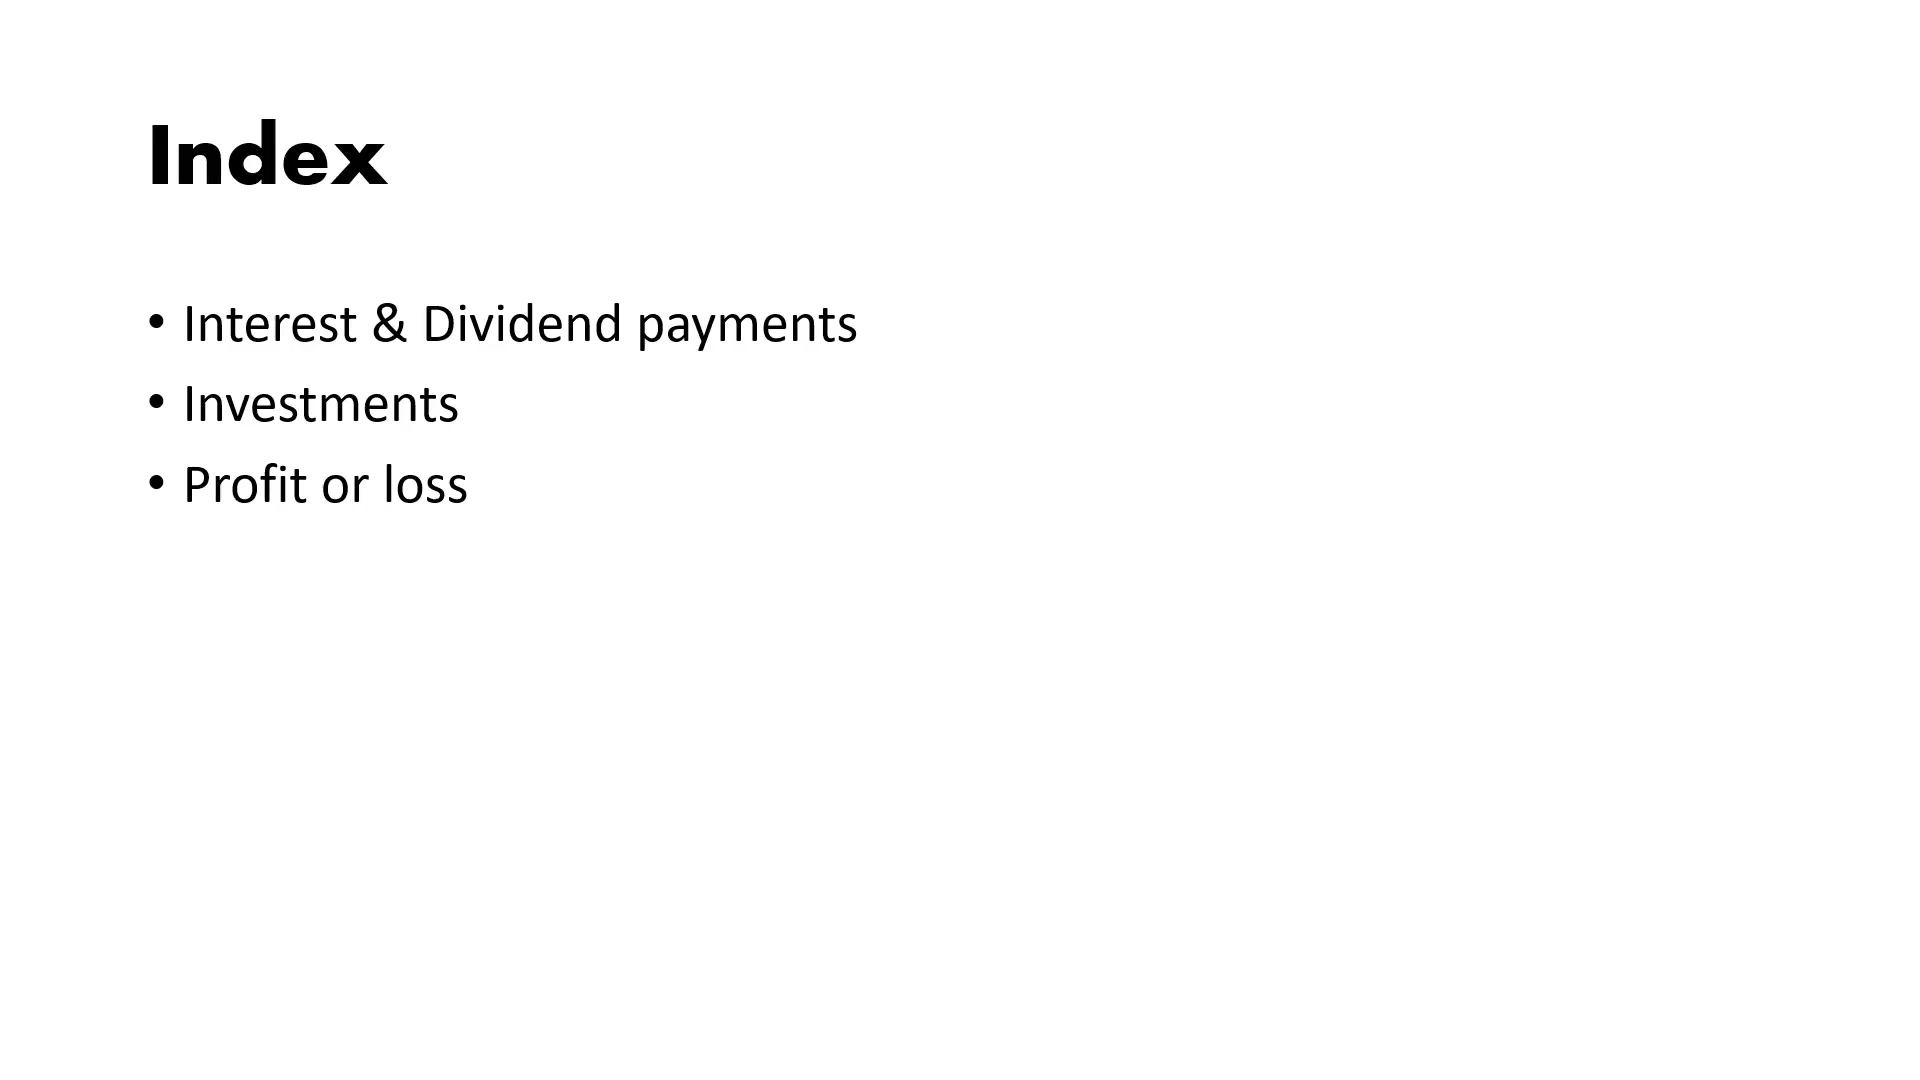 Index
• Interest & Dividend payments
• Investments
• Profit or loss